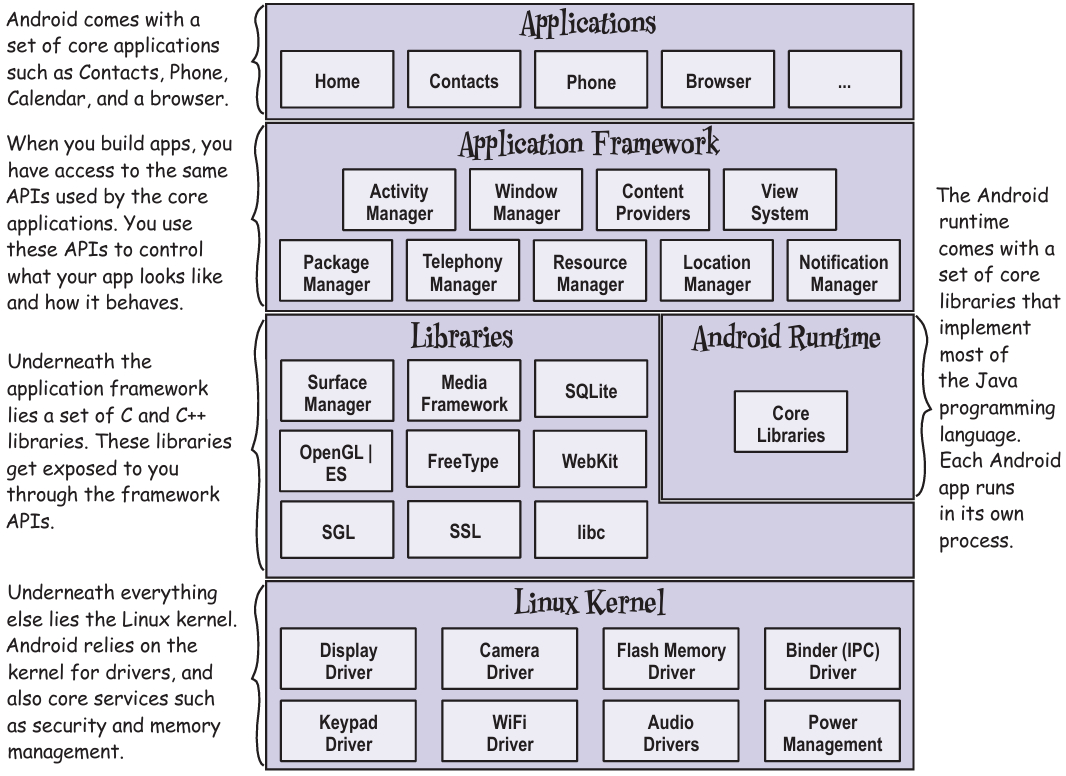 Android comes with a
set of core applications
such as Contacts, Phone,
Calendar, and a browser.
Applications
Home
Contacts
Phone
Browser
...
When you build apps, you
have access to the same
APIs used by the core
applications. You use
these APIs to control
what your app looks like
and how it behaves.
Application Framework
Activity
Manager
Window
Manager
Content
Providers
View
System
Package
Manager
Telephony
Manager
Resource
Manager
Location
Manager
Notification
Manager
Underneath the
application framework
lies a set of C and C++
libraries. These libraries
get exposed to you
through the framework
APIs.
Libraries
Surface
Manager
Media
Framework
SQLite
OpenGL |
ES
FreeType
WebKit
SGL
SSL
libc
Android Runtime
Core
Libraries
The Android
runtime
comes with a
set of core
libraries that
implement
most of
the Java
programming
language.
Each Android
app runs
in its own
process.
Underneath everything
else lies the Linux kernel.
Android relies on the
kernel for drivers, and
also core services such
as security and memory
management.
Linux Kernel
Display
Driver
Camera
Driver
Flash Memory
Driver
Binder (IPC)
Driver
Keypad
Driver
WiFi
Driver
Audio
Drivers
Power
Management